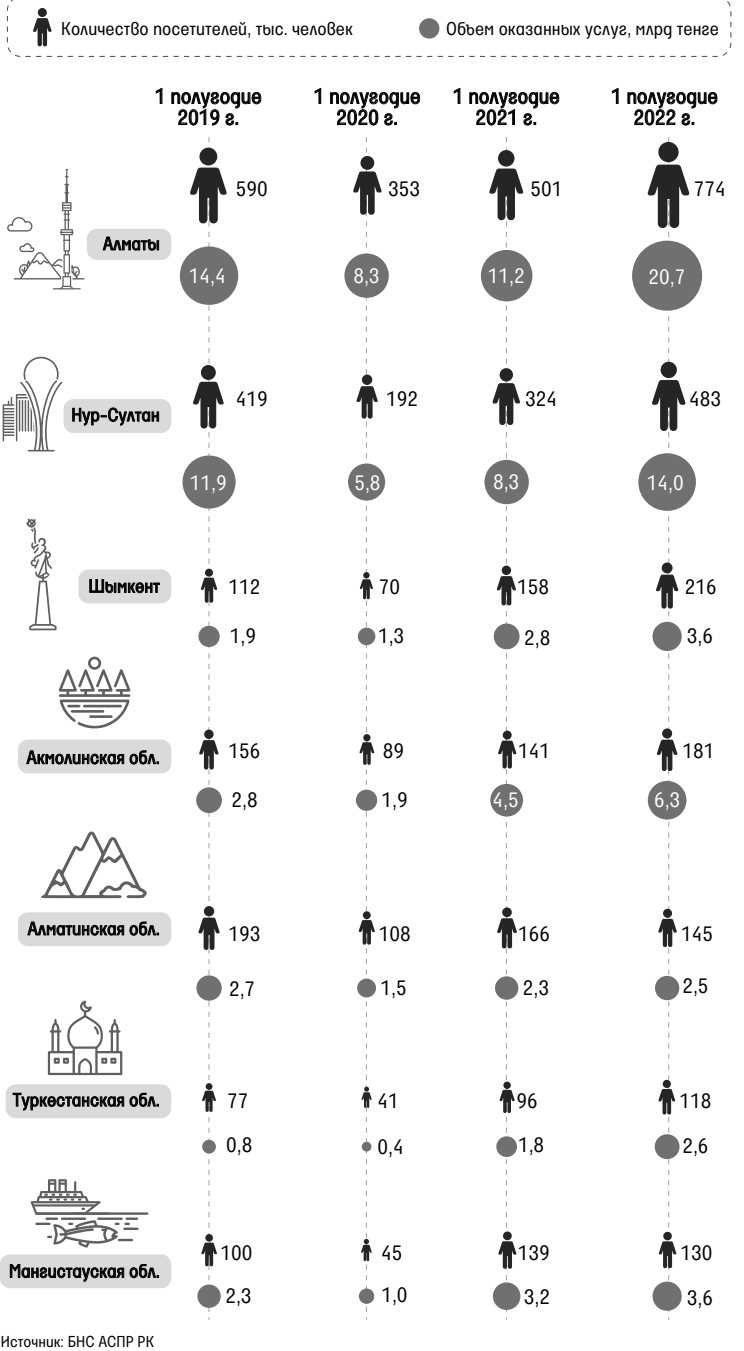 Количество посетителей, тыс. человек
Объем оказанных услуг, млрд тенге
1 полугодие 2019 г.
1 полугодие 2020 г.
1 полугодие 2021 г.
1 полугодие 2022 г.
590 353 501 774
Алматы
14,4 8,3 11,2 20,7
419 192 324 483
Нур-Султан
11,9 5,8 8,3 14,0
Шымкент
112 70 158 216
1,9 1,3 2,8 3,6
Акмолинская обл.
156 89 141 181
2,8 1,9 4,5 6,3
Алматинская обл.
193 108 166 145
2,7 1,5 2,3 2,5
Туркестанская обл.
77 41 96 118
0,8 0,4 1,8 2,6
100 45 139 130
Мангистауская обл.
2,3 1,0 3,2 3,6
Источник: БНС АСПР РК